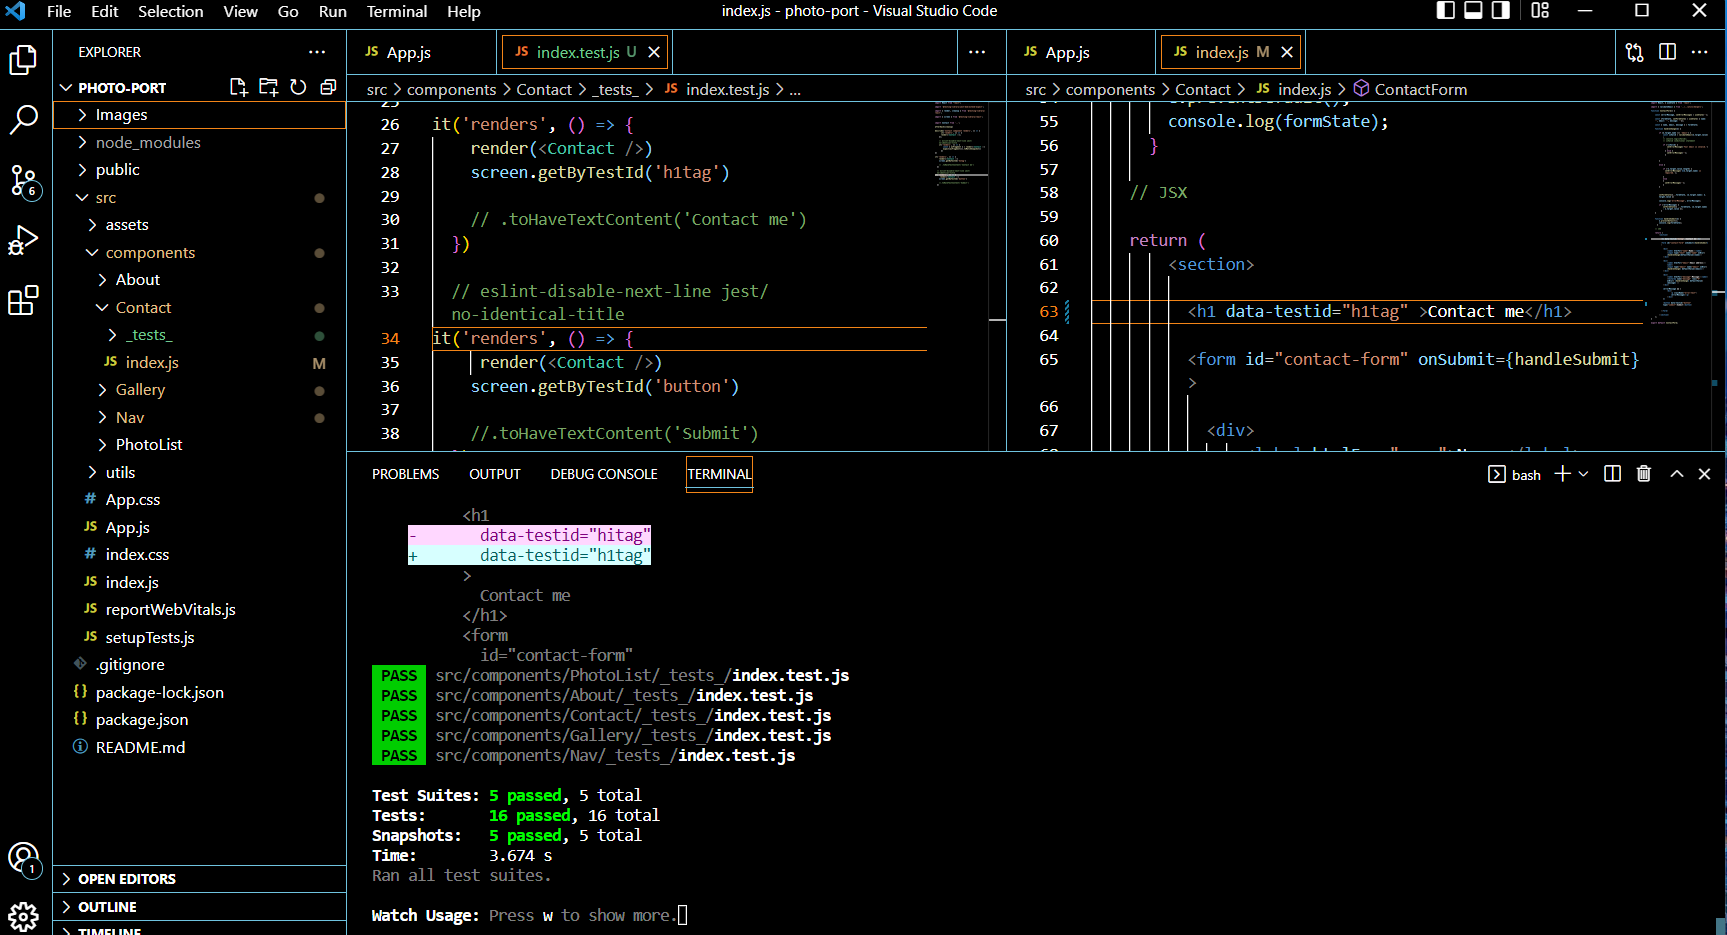 File Edit Selection View Go Run Terminal Help
index.js - photo-port - Visual Studio Code
EXPLORER
PHOTO-PORT
Images
node_modules
public
src
assets
components
About
Contact
_tests_
JS index.js M
Gallery
Nav
PhotoList
utils
# App.css
JS App.js
# index.css
JS index.js
JS reportWebVitals.js
JS setupTests.js
.gitignore
{} package-lock.json
{} package.json
README.md
OPEN EDITORS
OUTLINE
TIMELINE
6
1
JS App.js
JS index.test.js U
src > components > Contact > _tests_ > JS index.test.js > ...
25
26 it('renders', () => {
27 render(<Contact />)
28 screen.getByTestId('h1tag')
29
30 // .toHaveTextContent('Contact me')
31 })
32
33 // eslint-disable-next-line jest/
no-identical-title
34 it('renders', () => {
35 render(<Contact />)
36 screen.getByTestId('button')
37
38 //.toHaveTextContent('Submit')
JS App.js
JS index.js M
src > components > Contact > JS index.js > ContactForm
55 console.log(formState);
56 }
57
58 // JSX
59
60 return (
61 <section>
62
63 <h1 data-testid="h1tag" >Contact me</h1>
64
65 <form id="contact-form" onSubmit={handleSubmit}
>
66
67 <div>
PROBLEMS OUTPUT DEBUG CONSOLE TERMINAL
bash
<h1
- data-testid="hitag"
+ data-testid="h1tag"
>
Contact me
</h1>
<form
id="contact-form"
PASS src/components/PhotoList/_tests_/index.test.js
PASS src/components/About/_tests_/index.test.js
PASS src/components/Contact/_tests_/index.test.js
PASS src/components/Gallery/_tests_/index.test.js
PASS src/components/Nav/_tests_/index.test.js
Test Suites: 5 passed, 5 total
Tests: 16 passed, 16 total
Snapshots: 5 passed, 5 total
Time: 3.674 s
Ran all test suites.
Watch Usage: Press w to show more.